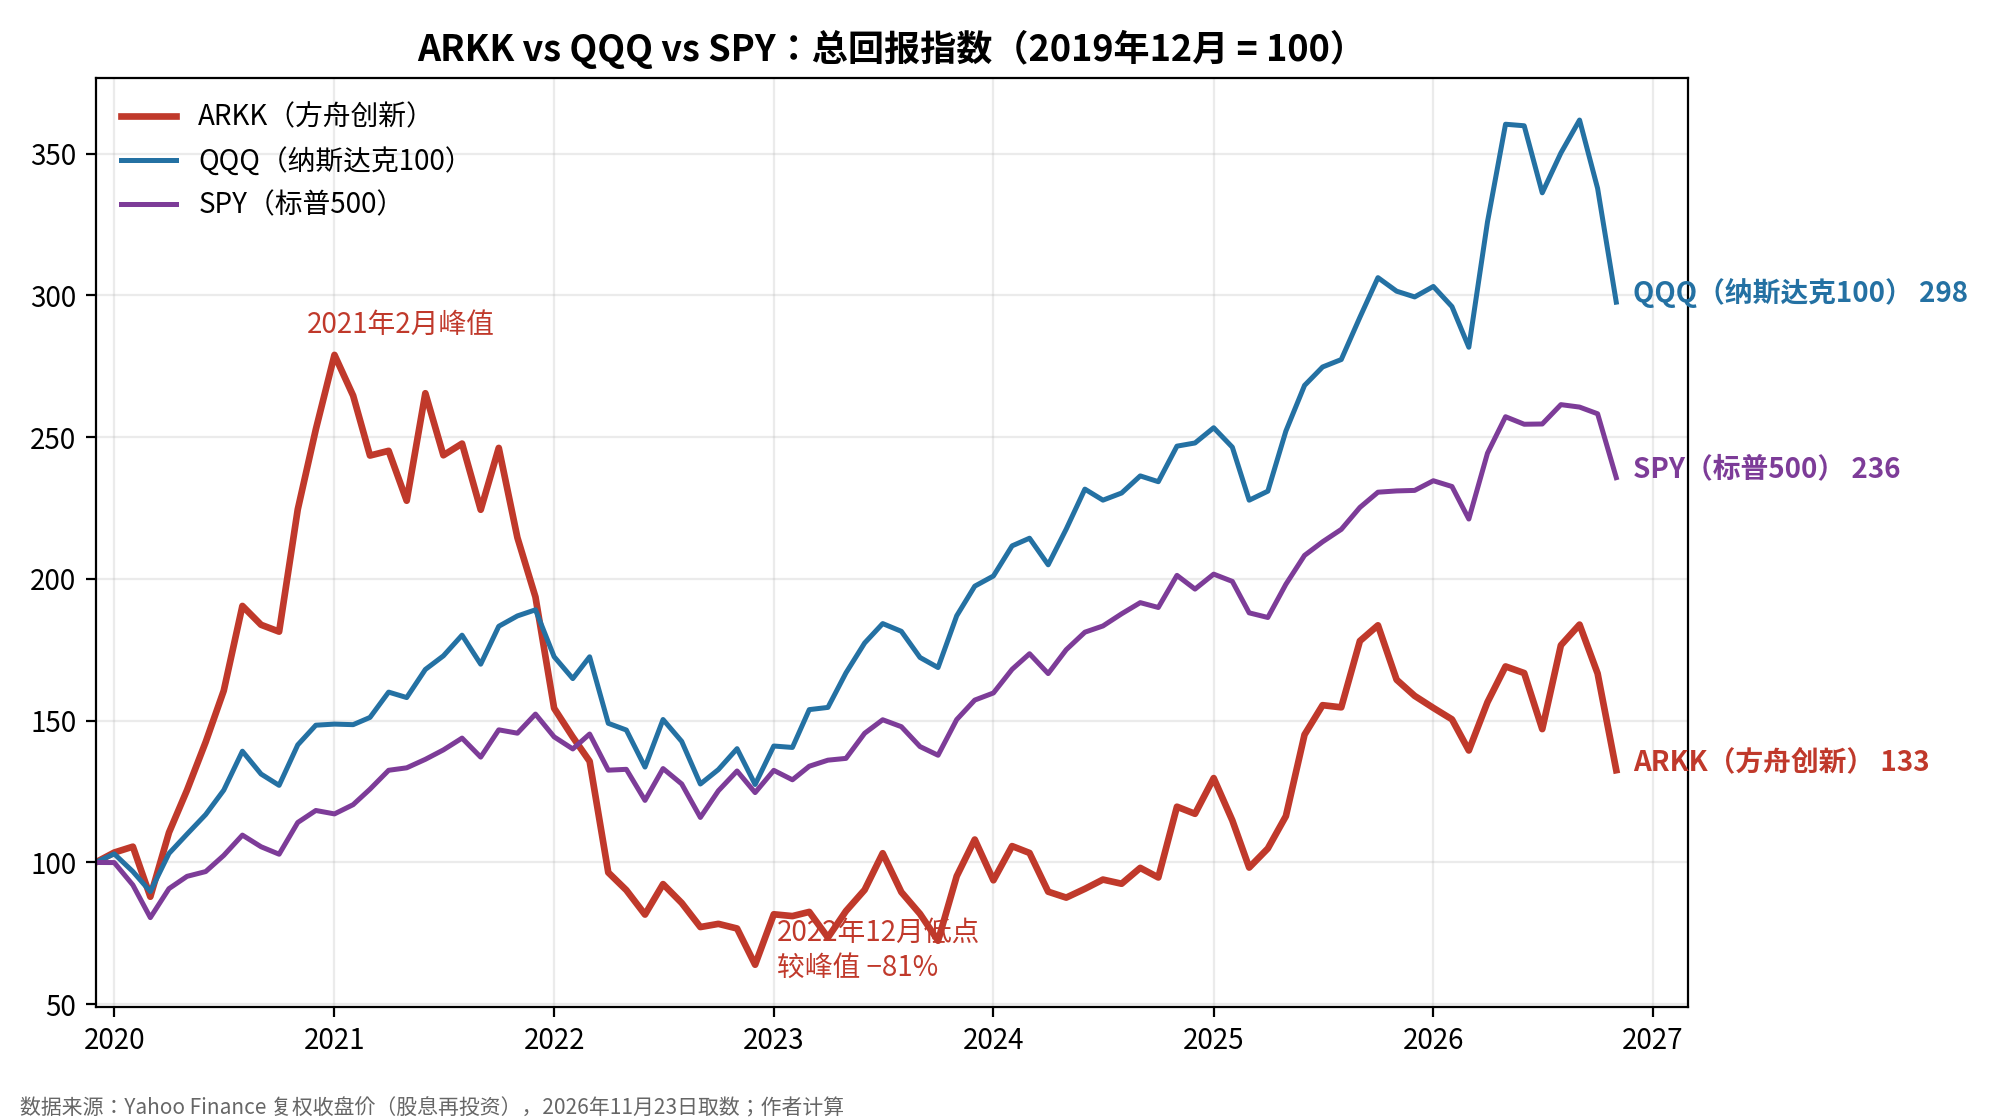 ARKK vs QQQ vs SPY：总回报指数（2019年12月 = 100）
ARKK（方舟创新）
QQQ（纳斯达克100）
SPY（标普500）
350
300
250
200
150
100
50
2021年2月峰值
2022年12月低点
较峰值 −81%
QQQ（纳斯达克100） 298
SPY（标普500） 236
ARKK（方舟创新） 133
2020
2021
2022
2023
2024
2025
2026
2027
数据来源：Yahoo Finance 复权收盘价（股息再投资），2026年11月23日取数；作者计算